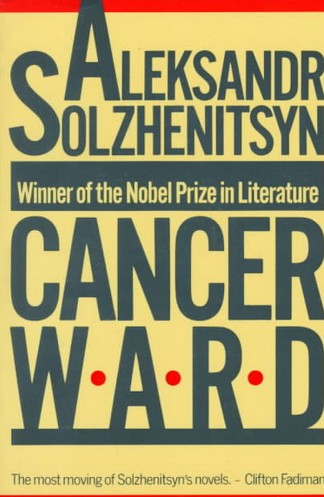 ALEKSANDR
SOLZHENITSYN
Winner of the Nobel Prize in Literature
CANCER
W•A•R•D
The most moving of Solzhenitsyn's novels. – Clifton Fadiman